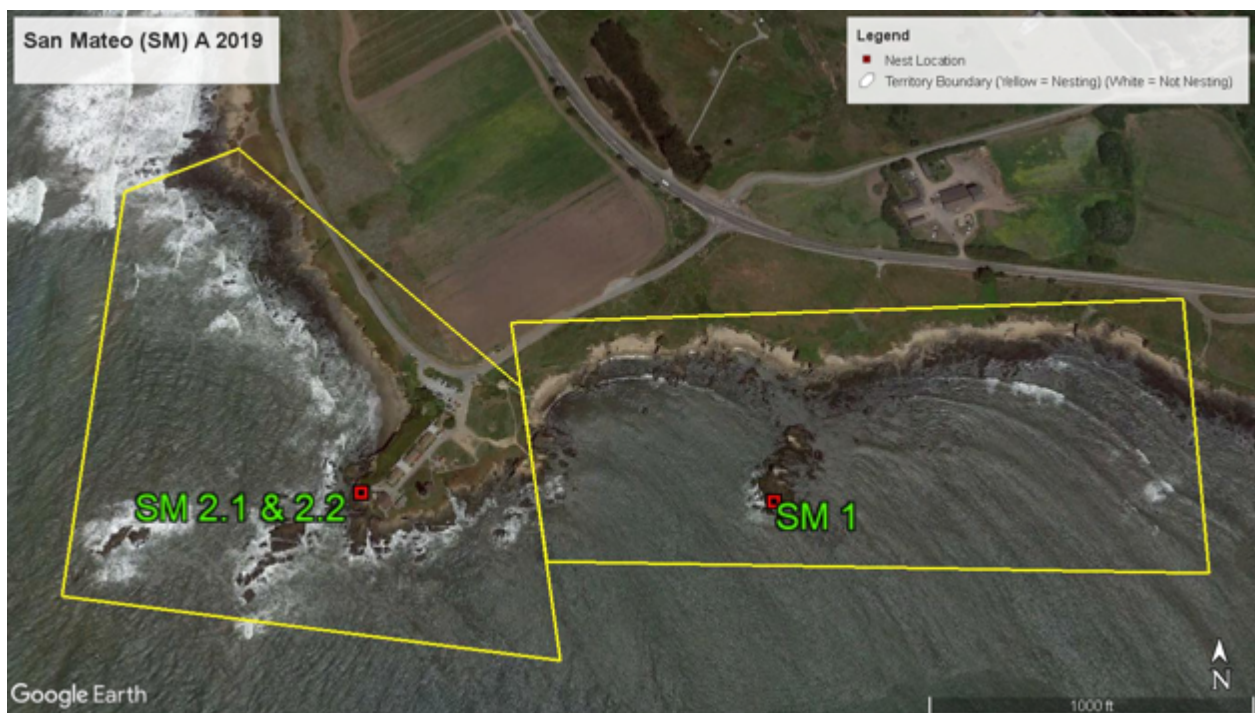 San Mateo (SM) A 2019
Legend
Nest Location
Territory Boundary (Yellow = Nesting) (White = Not Nesting)
SM 2.1 & 2.2
SM 1
N
Google Earth
1000 ft